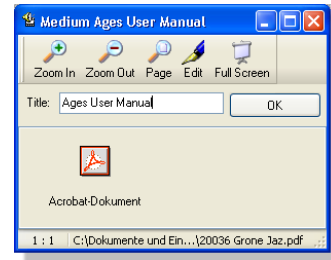 Medium Ages User Manual
Zoom In Zoom Out Page Edit Full Screen
Title: Ages User Manual OK
Acrobat-Dokument
1 : 1 C:\Dokumente und Ein...\20036 Grone Jaz.pdf